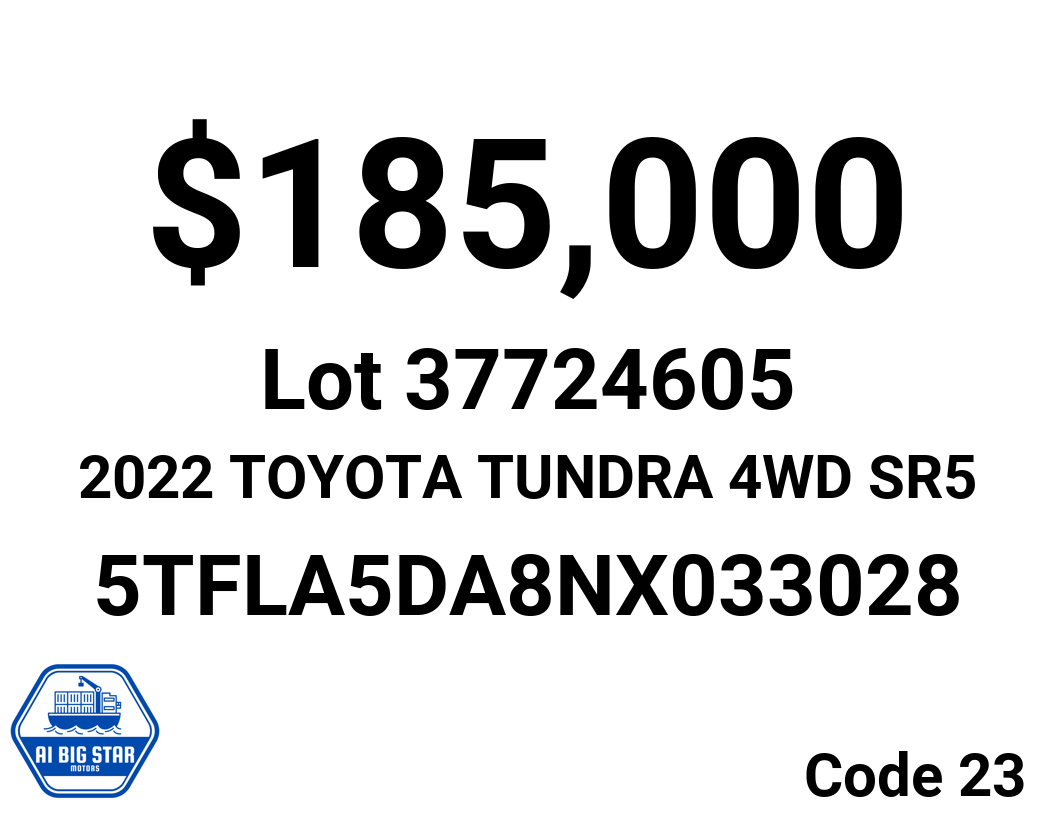 $185,000
Lot 37724605
2022 TOYOTA TUNDRA 4WD SR5
5TFLA5DA8NX033028
AI BIG STAR
MOTORS
Code 23